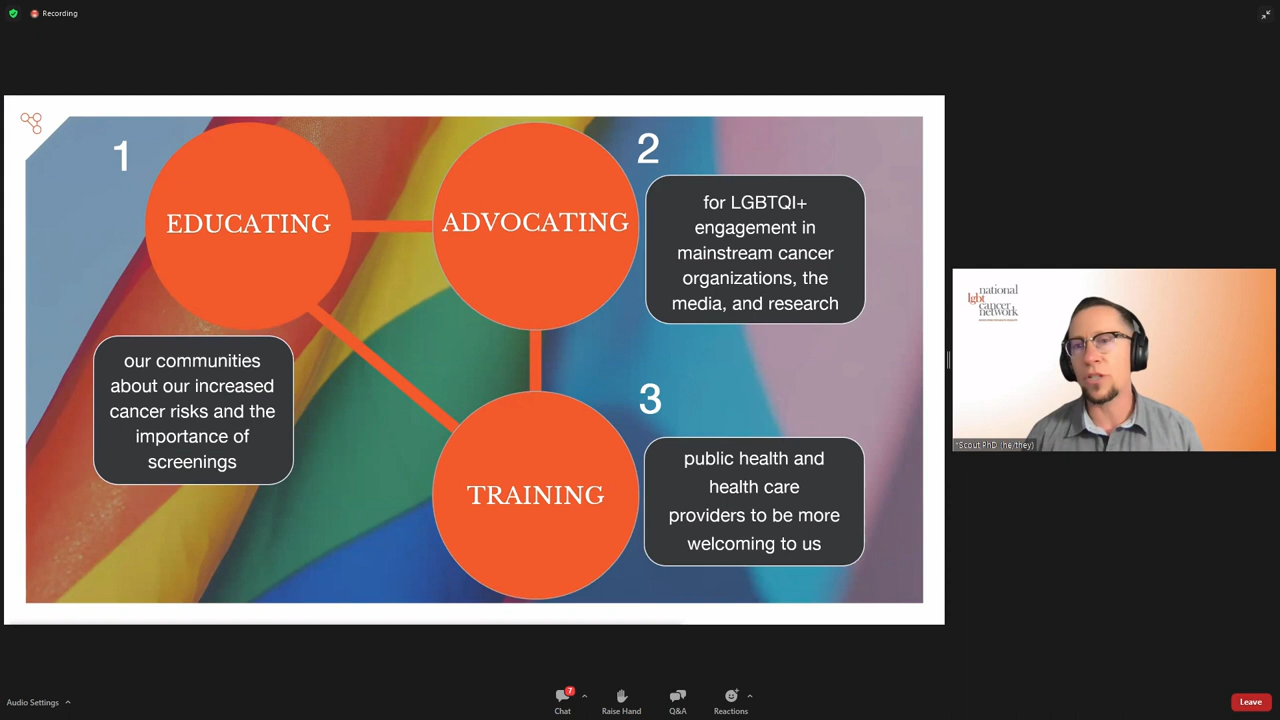 Recording
1
EDUCATING
our communities
about our increased
cancer risks and the
importance of
screenings
ADVOCATING
2
for LGBTQI+
engagement in
mainstream cancer
organizations, the
media, and research
TRAINING
3
public health and
health care
providers to be more
welcoming to us
national
lgbt
cancer
network
*Scout PhD (he/they)
Audio Settings
7
Chat
Raise Hand
Q&A
Reactions
Leave